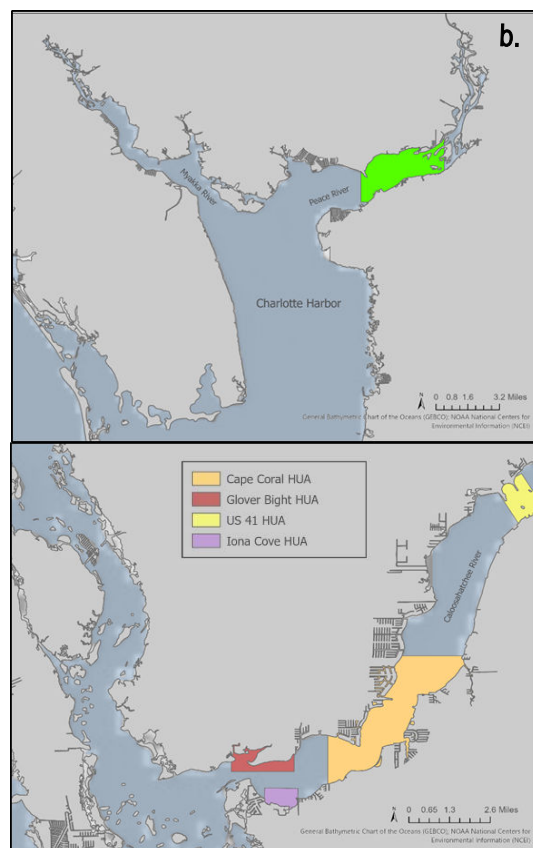 b.
Myakka River
Peace River
Charlotte Harbor
N
0 0.8 1.6 3.2 Miles
General Bathymetric Chart of the Oceans (GEBCO); NOAA National Centers for
Environmental Information (NCEI)
Cape Coral HUA
Glover Bight HUA
US 41 HUA
Iona Cove HUA
Caloosahatchee River
N
0 0.65 1.3 2.6 Miles
General Bathymetric Chart of the Oceans (GEBCO); NOAA National Centers for
Environmental Information (NCEI)